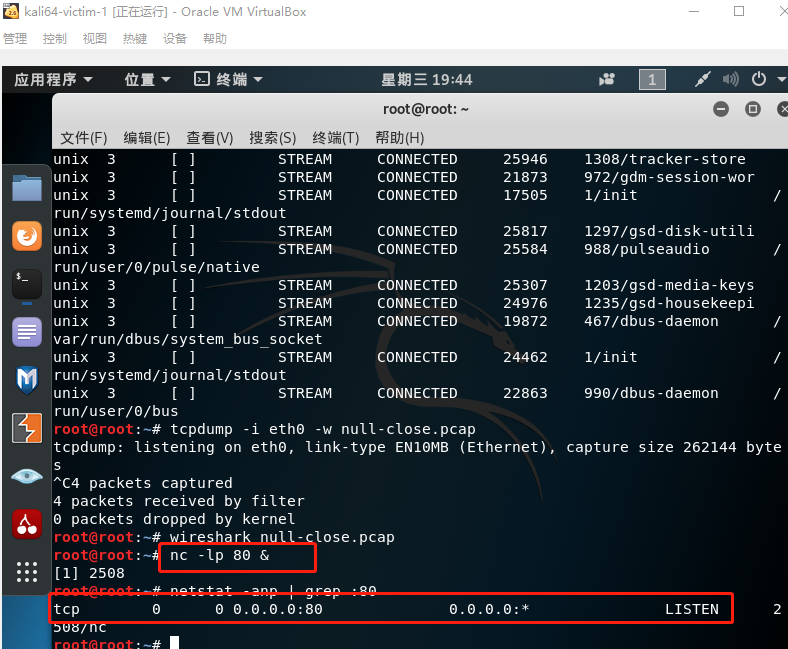 kali64-victim-1 [正在运行] - Oracle VM VirtualBox
管理 控制 视图 热键 设备 帮助
应用程序 位置 终端 星期三 19:44 1
root@root: ~
文件(F) 编辑(E) 查看(V) 搜索(S) 终端(T) 帮助(H)
unix 3 [ ] STREAM CONNECTED 25946 1308/tracker-store
unix 3 [ ] STREAM CONNECTED 21873 972/gdm-session-wor
unix 3 [ ] STREAM CONNECTED 17505 1/init /
run/systemd/journal/stdout
unix 3 [ ] STREAM CONNECTED 25817 1297/gsd-disk-utili
unix 3 [ ] STREAM CONNECTED 25584 988/pulseaudio /
run/user/0/pulse/native
unix 3 [ ] STREAM CONNECTED 25307 1203/gsd-media-keys
unix 3 [ ] STREAM CONNECTED 24976 1235/gsd-housekeepi
unix 3 [ ] STREAM CONNECTED 19872 467/dbus-daemon /
var/run/dbus/system_bus_socket
unix 3 [ ] STREAM CONNECTED 24462 1/init /
run/systemd/journal/stdout
unix 3 [ ] STREAM CONNECTED 22863 990/dbus-daemon /
run/user/0/bus
root@root:~# tcpdump -i eth0 -w null-close.pcap
tcpdump: listening on eth0, link-type EN10MB (Ethernet), capture size 262144 byte
s
^C4 packets captured
4 packets received by filter
0 packets dropped by kernel
root@root:~# wireshark null-close.pcap
root@root:~# nc -lp 80 &
[1] 2508
root@root:~# netstat -anp | grep :80
tcp 0 0 0.0.0.0:80 0.0.0.0:* LISTEN 2
508/nc
root@root:~#